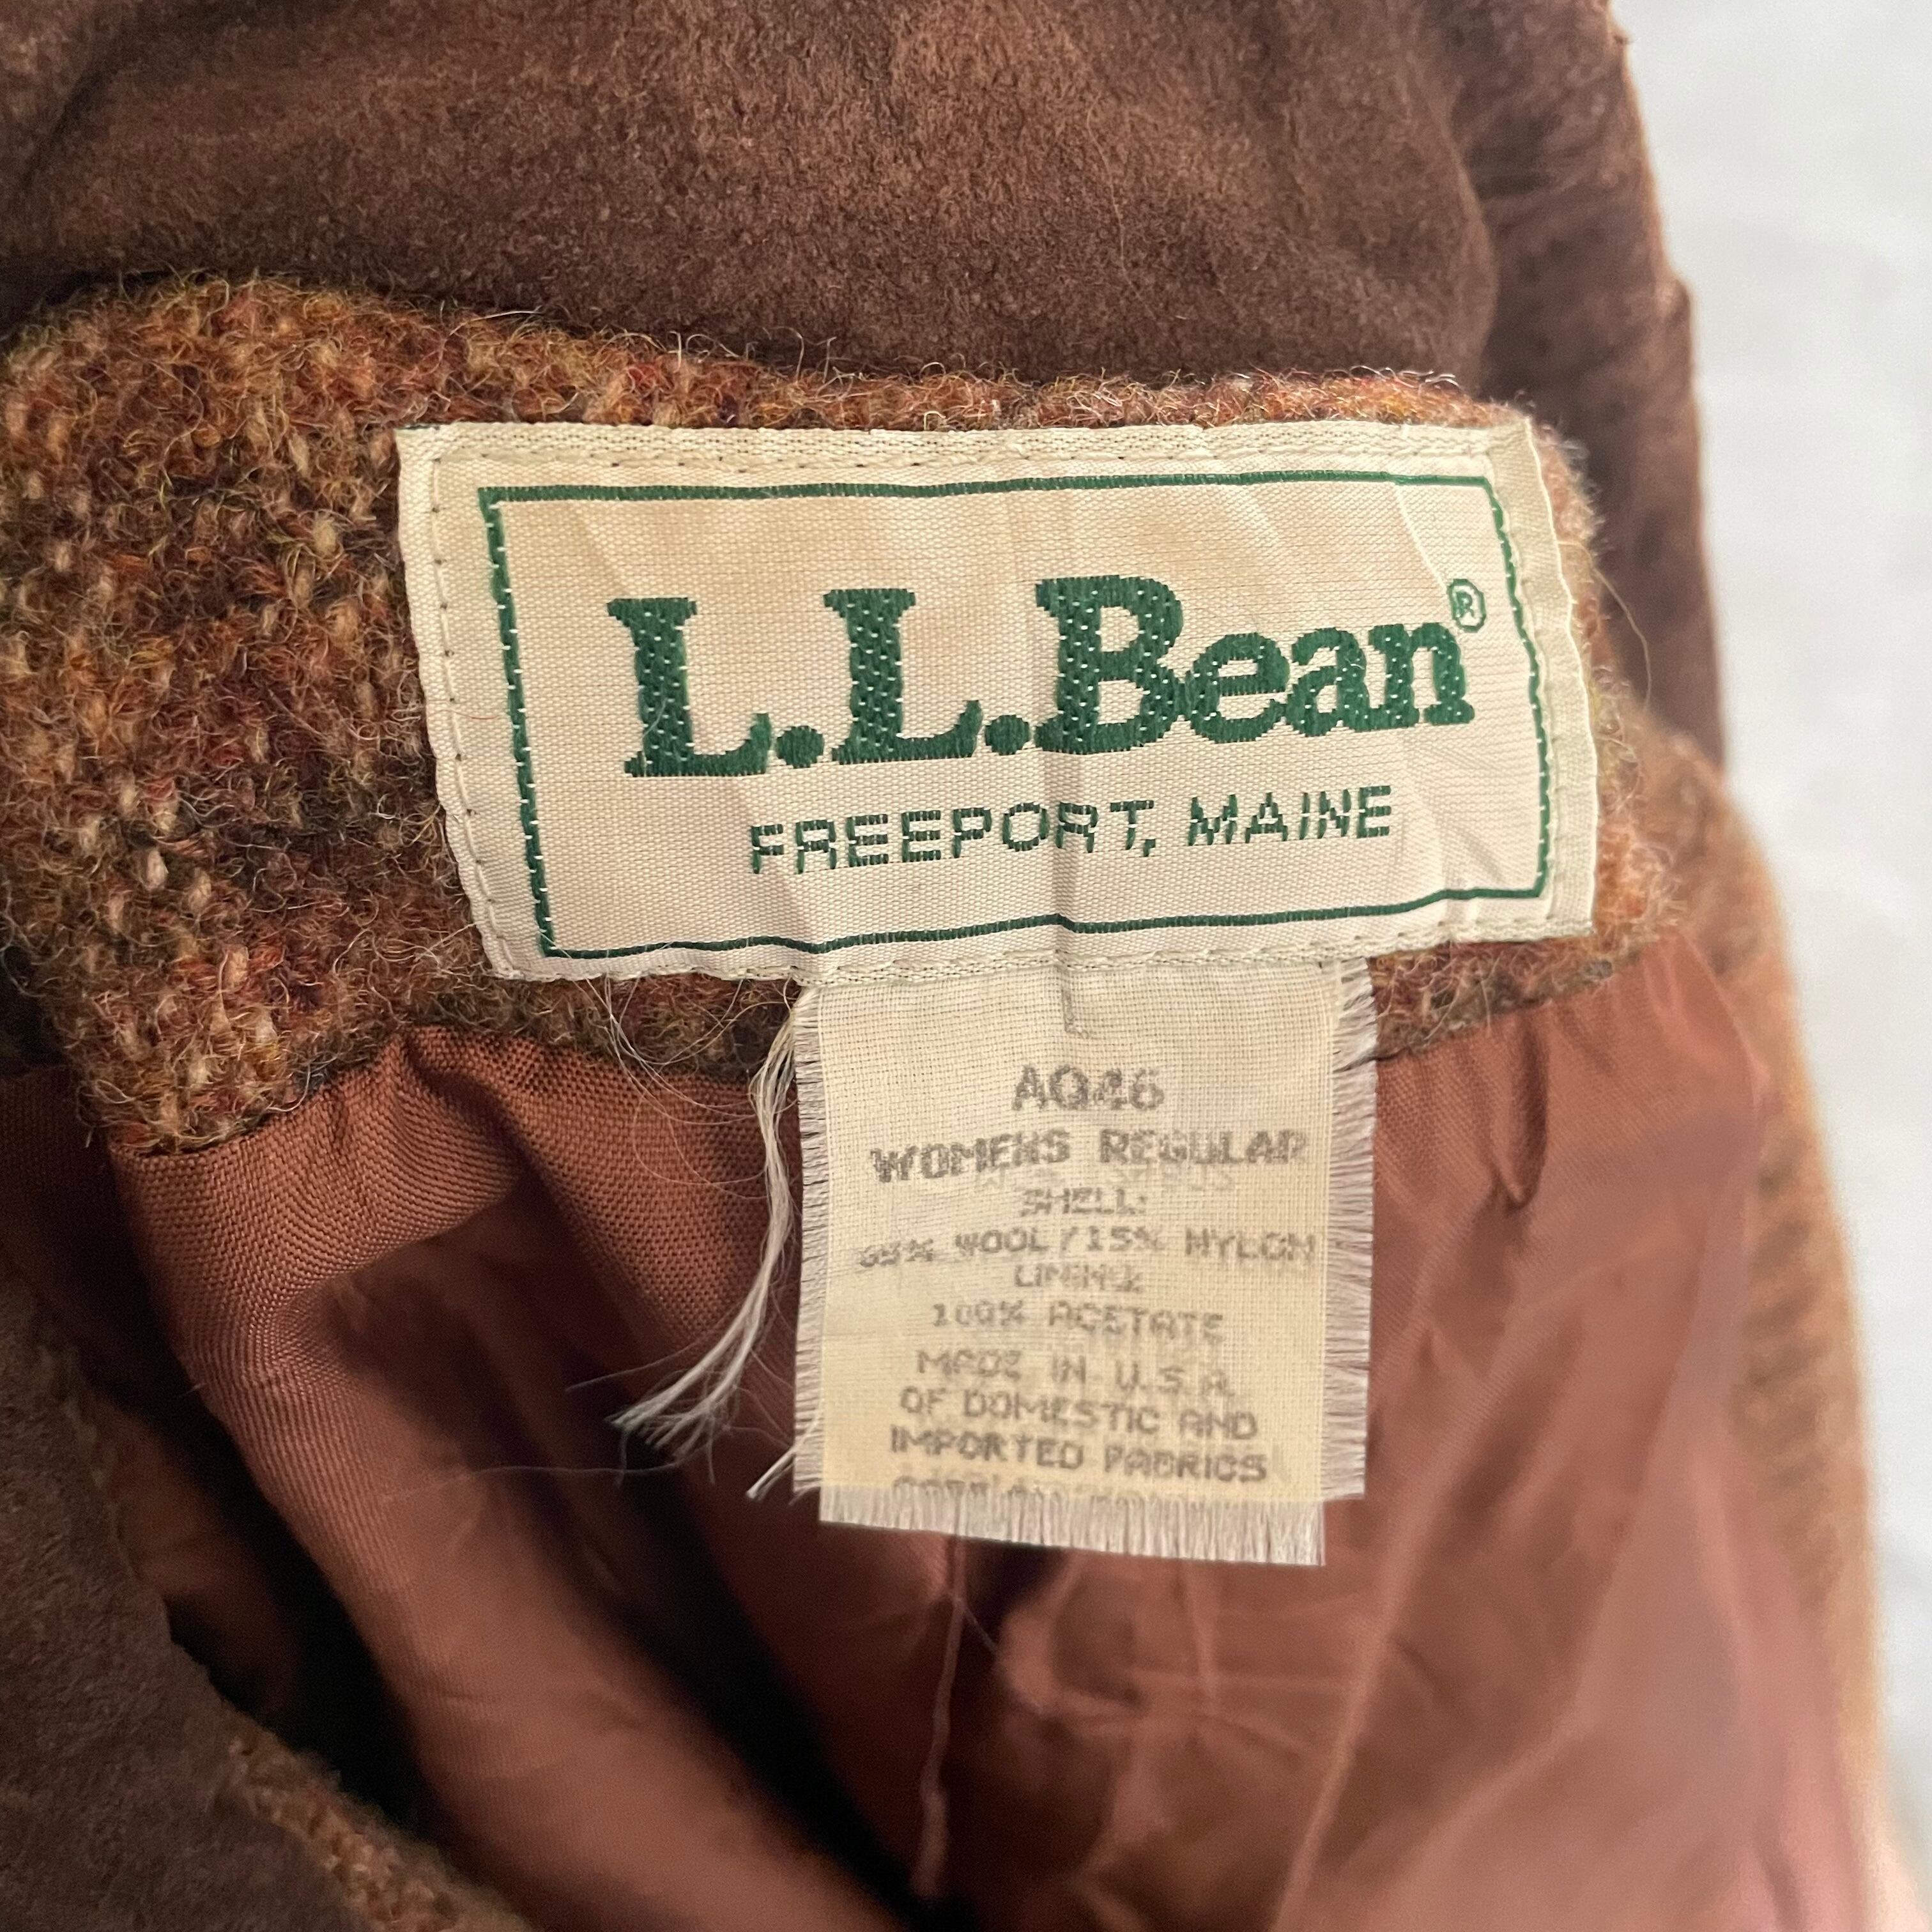 L.L.Bean®
FREEPORT, MAINE
AQ46
WOMENS REGULAR
SHELL:
WOOL/15% NYLON
LINING:
100% ACETATE
MADE IN U.S.A.
OF DOMESTIC AND
IMPORTED FABRICS